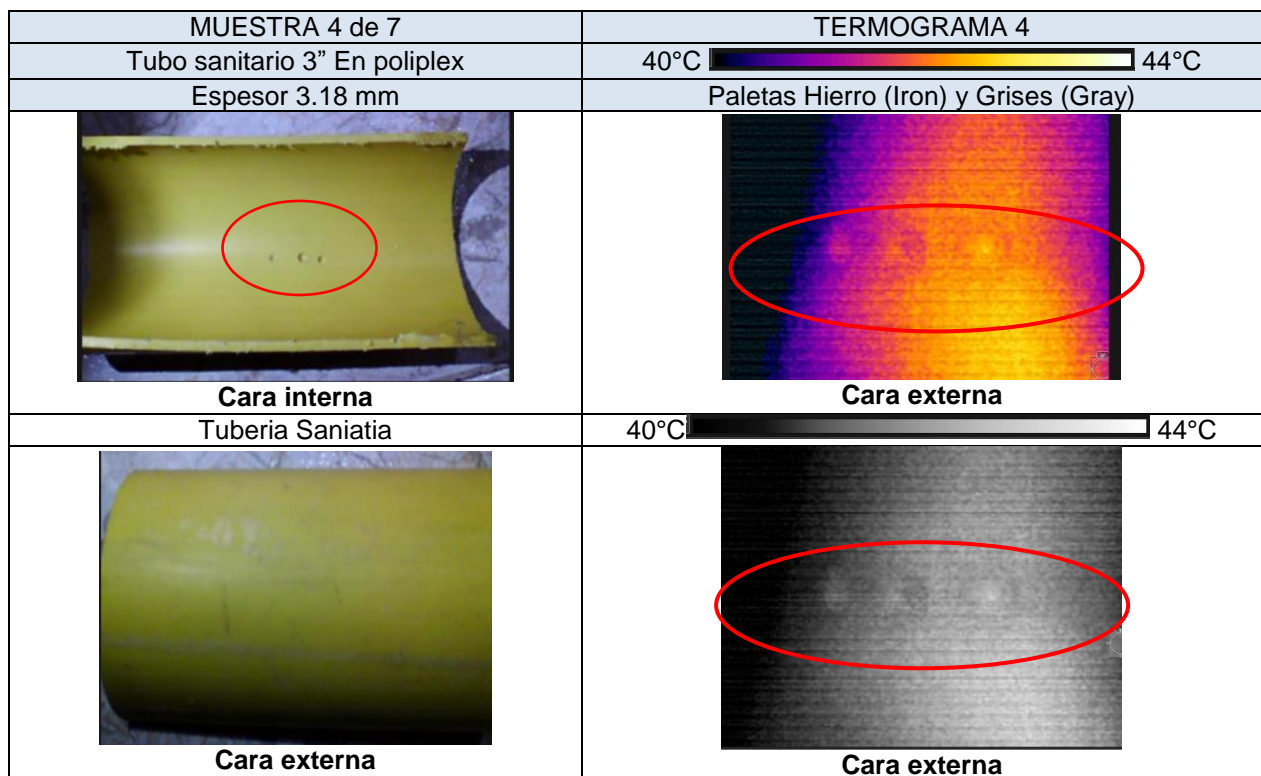 MUESTRA 4 de 7
TERMOGRAMA 4
Tubo sanitario 3” En poliplex
40°C 44°C
Espesor 3.18 mm
Paletas Hierro (Iron) y Grises (Gray)
Cara interna
Cara externa
Tuberia Saniatia
40°C 44°C
Cara externa
Cara externa